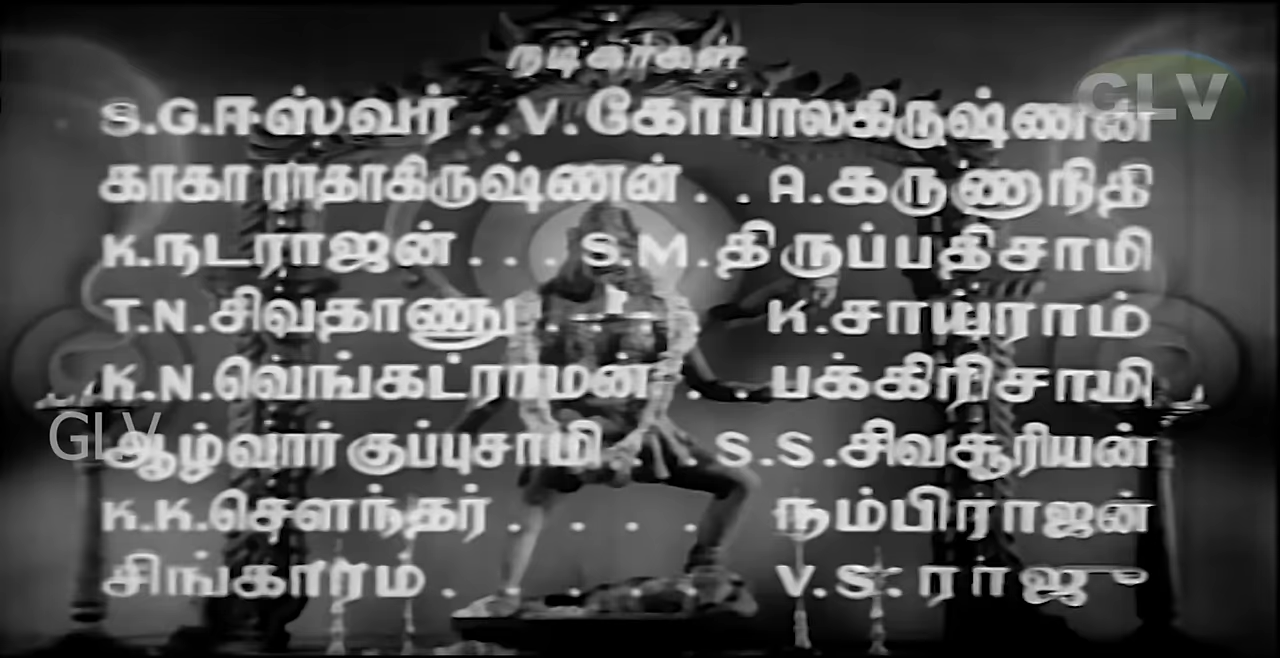 நடிகர்கள்
GLV
S.G.ஈஸ்வர் . . V.கோபாலகிருஷ்ணன்
காகா ராதாகிருஷ்ணன் . . A.கருணாநிதி
K.நடராஜன் . . . S.M.திருப்பதிசாமி
T.N.சிவதாணு . . . K.சாய்ராம்
K.N.வெங்கட்ராமன் . . பக்கிரிசாமி
GLV
ஆழ்வார் குப்புசாமி . . . S.S.சிவசூரியன்
K.K.சௌந்தர் . . . . . நம்பிராஜன்
சிங்காரம் . . . . . V.S.ராஜு